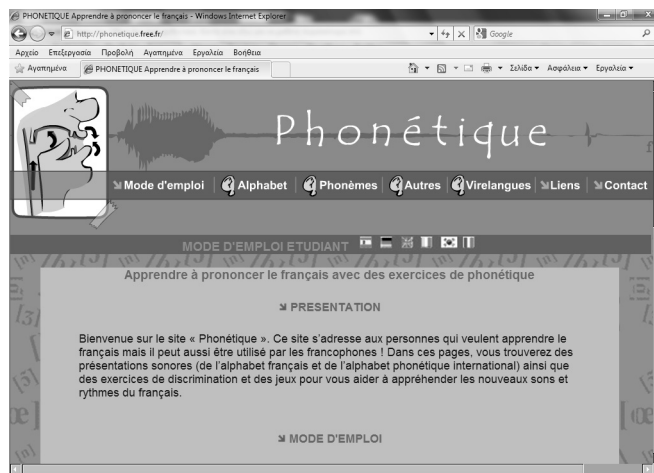 PHONETIQUE Apprendre à prononcer le français - Windows Internet Explorer
http://phonetique.free.fr/
Google
Αρχείο Επεξεργασία Προβολή Αγαπημένα Εργαλεία Βοήθεια
Αγαπημένα PHONETIQUE Apprendre à prononcer le français Σελίδα Ασφάλεια Εργαλεία
Phonétique
Mode d'emploi Alphabet Phonèmes Autres Virelangues Liens Contact
MODE D'EMPLOI ETUDIANT
Apprendre à prononcer le français avec des exercices de phonétique
PRESENTATION
Bienvenue sur le site « Phonétique ». Ce site s'adresse aux personnes qui veulent apprendre le
français mais il peut aussi être utilisé par les francophones ! Dans ces pages, vous trouverez des
présentations sonores (de l'alphabet français et de l'alphabet phonétique international) ainsi que
des exercices de discrimination et des jeux pour vous aider à appréhender les nouveaux sons et
rythmes du français.
MODE D'EMPLOI